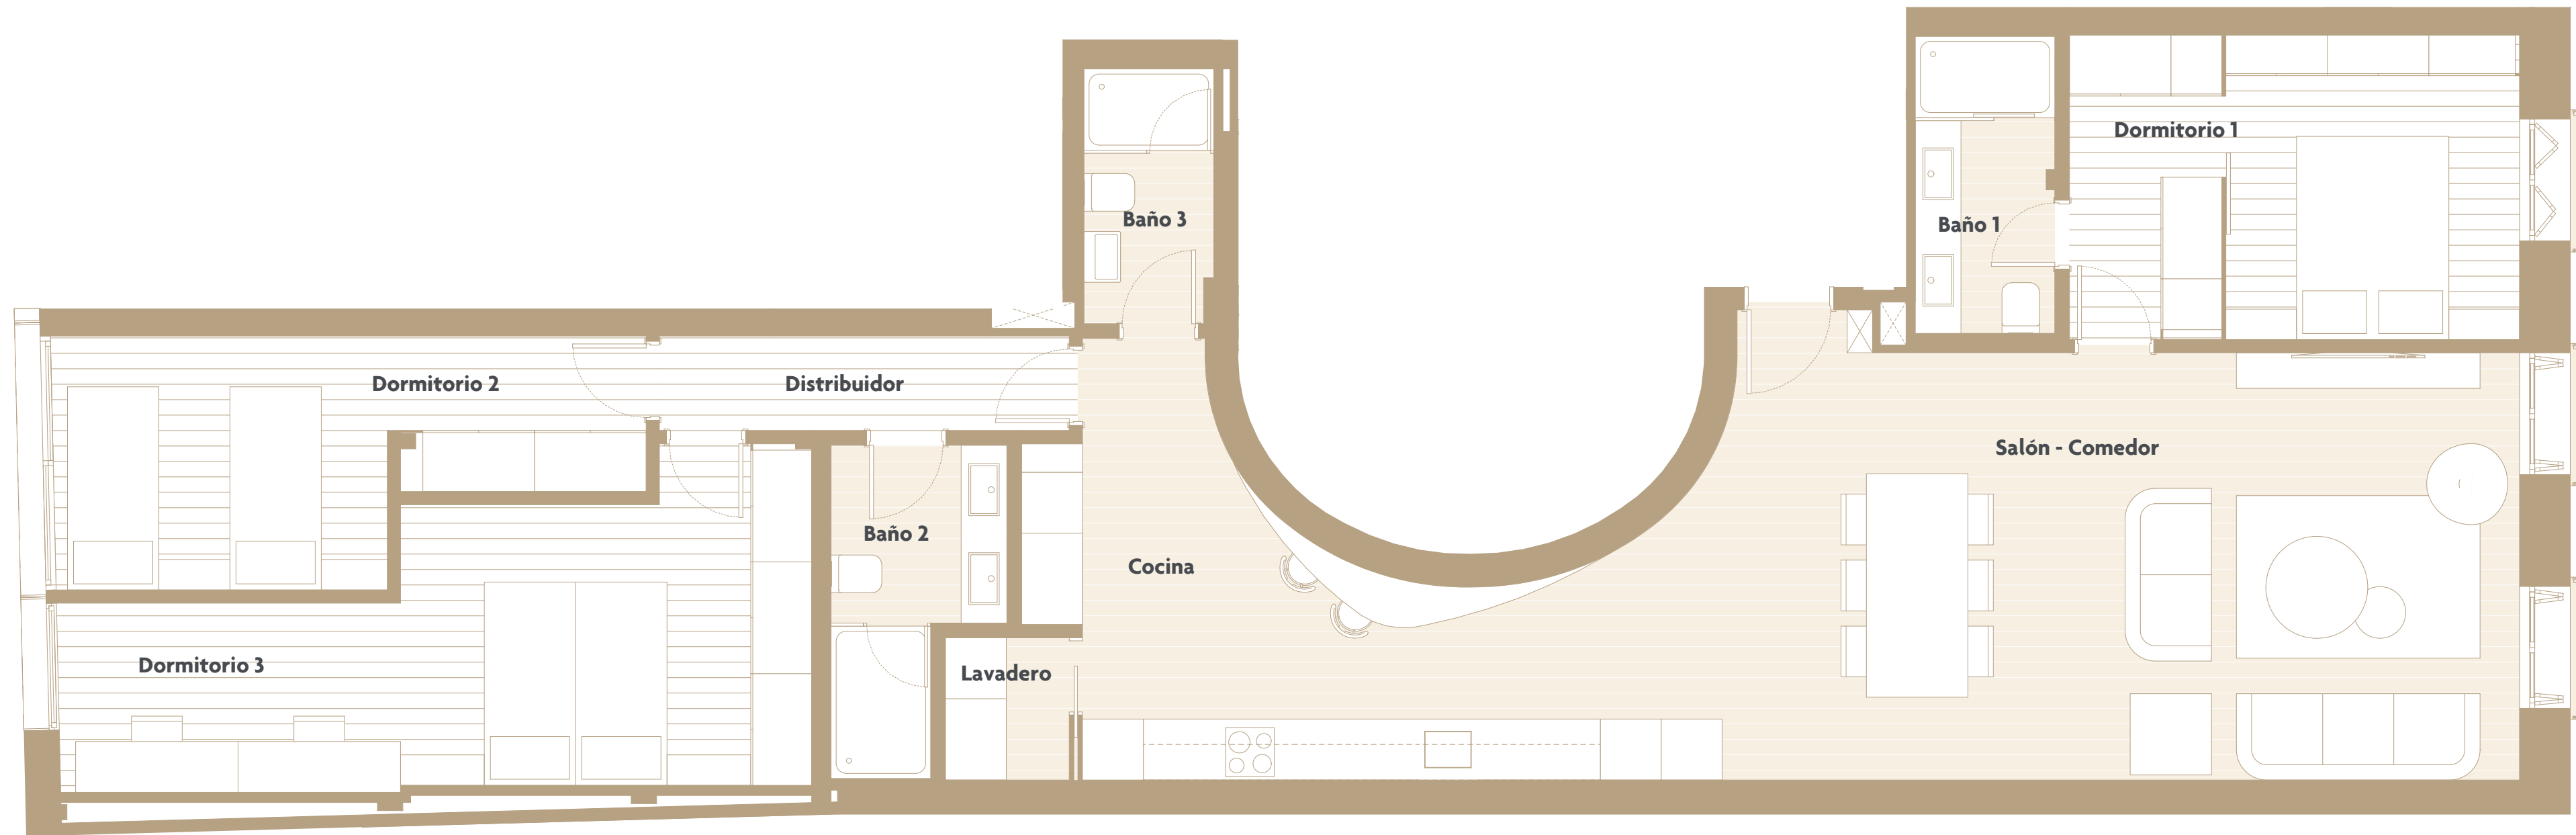 Dormitorio 1
Baño 3
Baño 1
Dormitorio 2
Distribuidor
Salón - Comedor
Baño 2
Cocina
Dormitorio 3
Lavadero